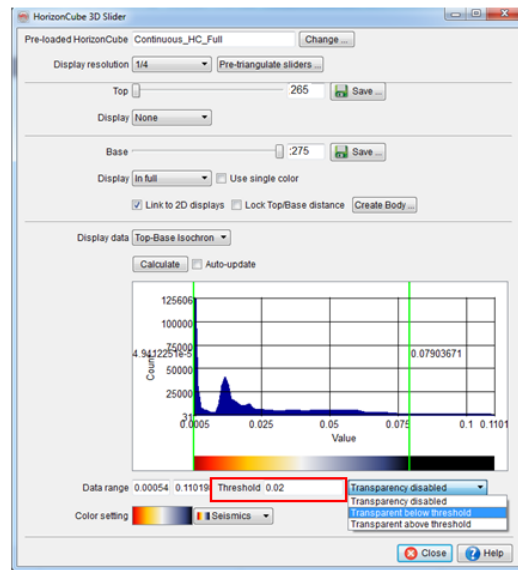 HorizonCube 3D Slider
Pre-loaded HorizonCube Continuous_HC_Full Change ...
Display resolution 1/4 Pre-triangulate sliders ...
Top 265 Save ...
Display None
Base 275 Save ...
Display In full Use single color
Link to 2D displays Lock Top/Base distance Create Body ...
Display data Top-Base Isochron
Calculate Auto-update
125606
100000
4.9412251e-5 75000 0.07903671
Count
50000
25000
31
0.0005 0.025 0.05 0.075 0.1 0.1101
Value
Data range 0.00054 0.11019 Threshold 0.02 Transparency disabled
Transparency disabled
Transparent below threshold
Transparent above threshold
Color setting Seismics
Close Help